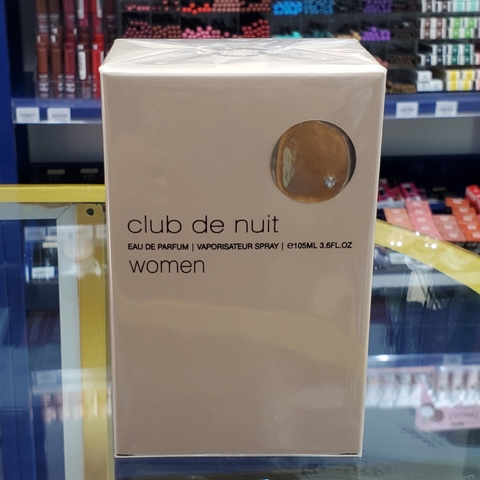 club de nuit
EAU DE PARFUM | VAPORISATEUR SPRAY | ℮105ML 3.6FL.OZ
women